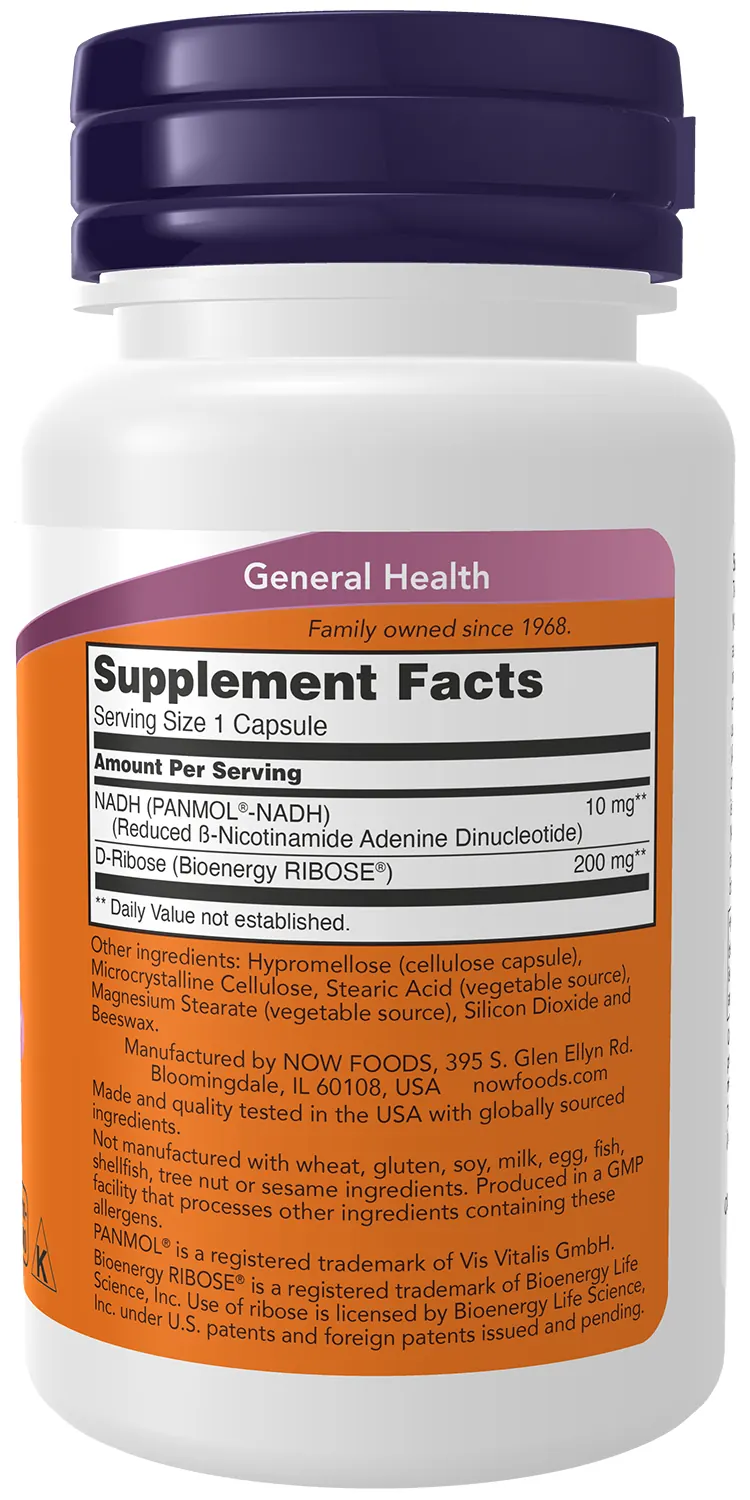 General Health
Family owned since 1968.
Supplement Facts
Serving Size 1 Capsule
Amount Per Serving
NADH (PANMOL®-NADH) 10 mg**
(Reduced ß-Nicotinamide Adenine Dinucleotide)
D-Ribose (Bioenergy RIBOSE®) 200 mg**
** Daily Value not established.
Other ingredients: Hypromellose (cellulose capsule),
Microcrystalline Cellulose, Stearic Acid (vegetable source),
Magnesium Stearate (vegetable source), Silicon Dioxide and
Beeswax.
Manufactured by NOW FOODS, 395 S. Glen Ellyn Rd.
Bloomingdale, IL 60108, USA nowfoods.com
Made and quality tested in the USA with globally sourced
ingredients.
Not manufactured with wheat, gluten, soy, milk, egg, fish,
shellfish, tree nut or sesame ingredients. Produced in a GMP
facility that processes other ingredients containing these
allergens.
PANMOL® is a registered trademark of Vis Vitalis GmbH.
Bioenergy RIBOSE® is a registered trademark of Bioenergy Life
Science, Inc. Use of ribose is licensed by Bioenergy Life Science,
Inc. under U.S. patents and foreign patents issued and pending.
K